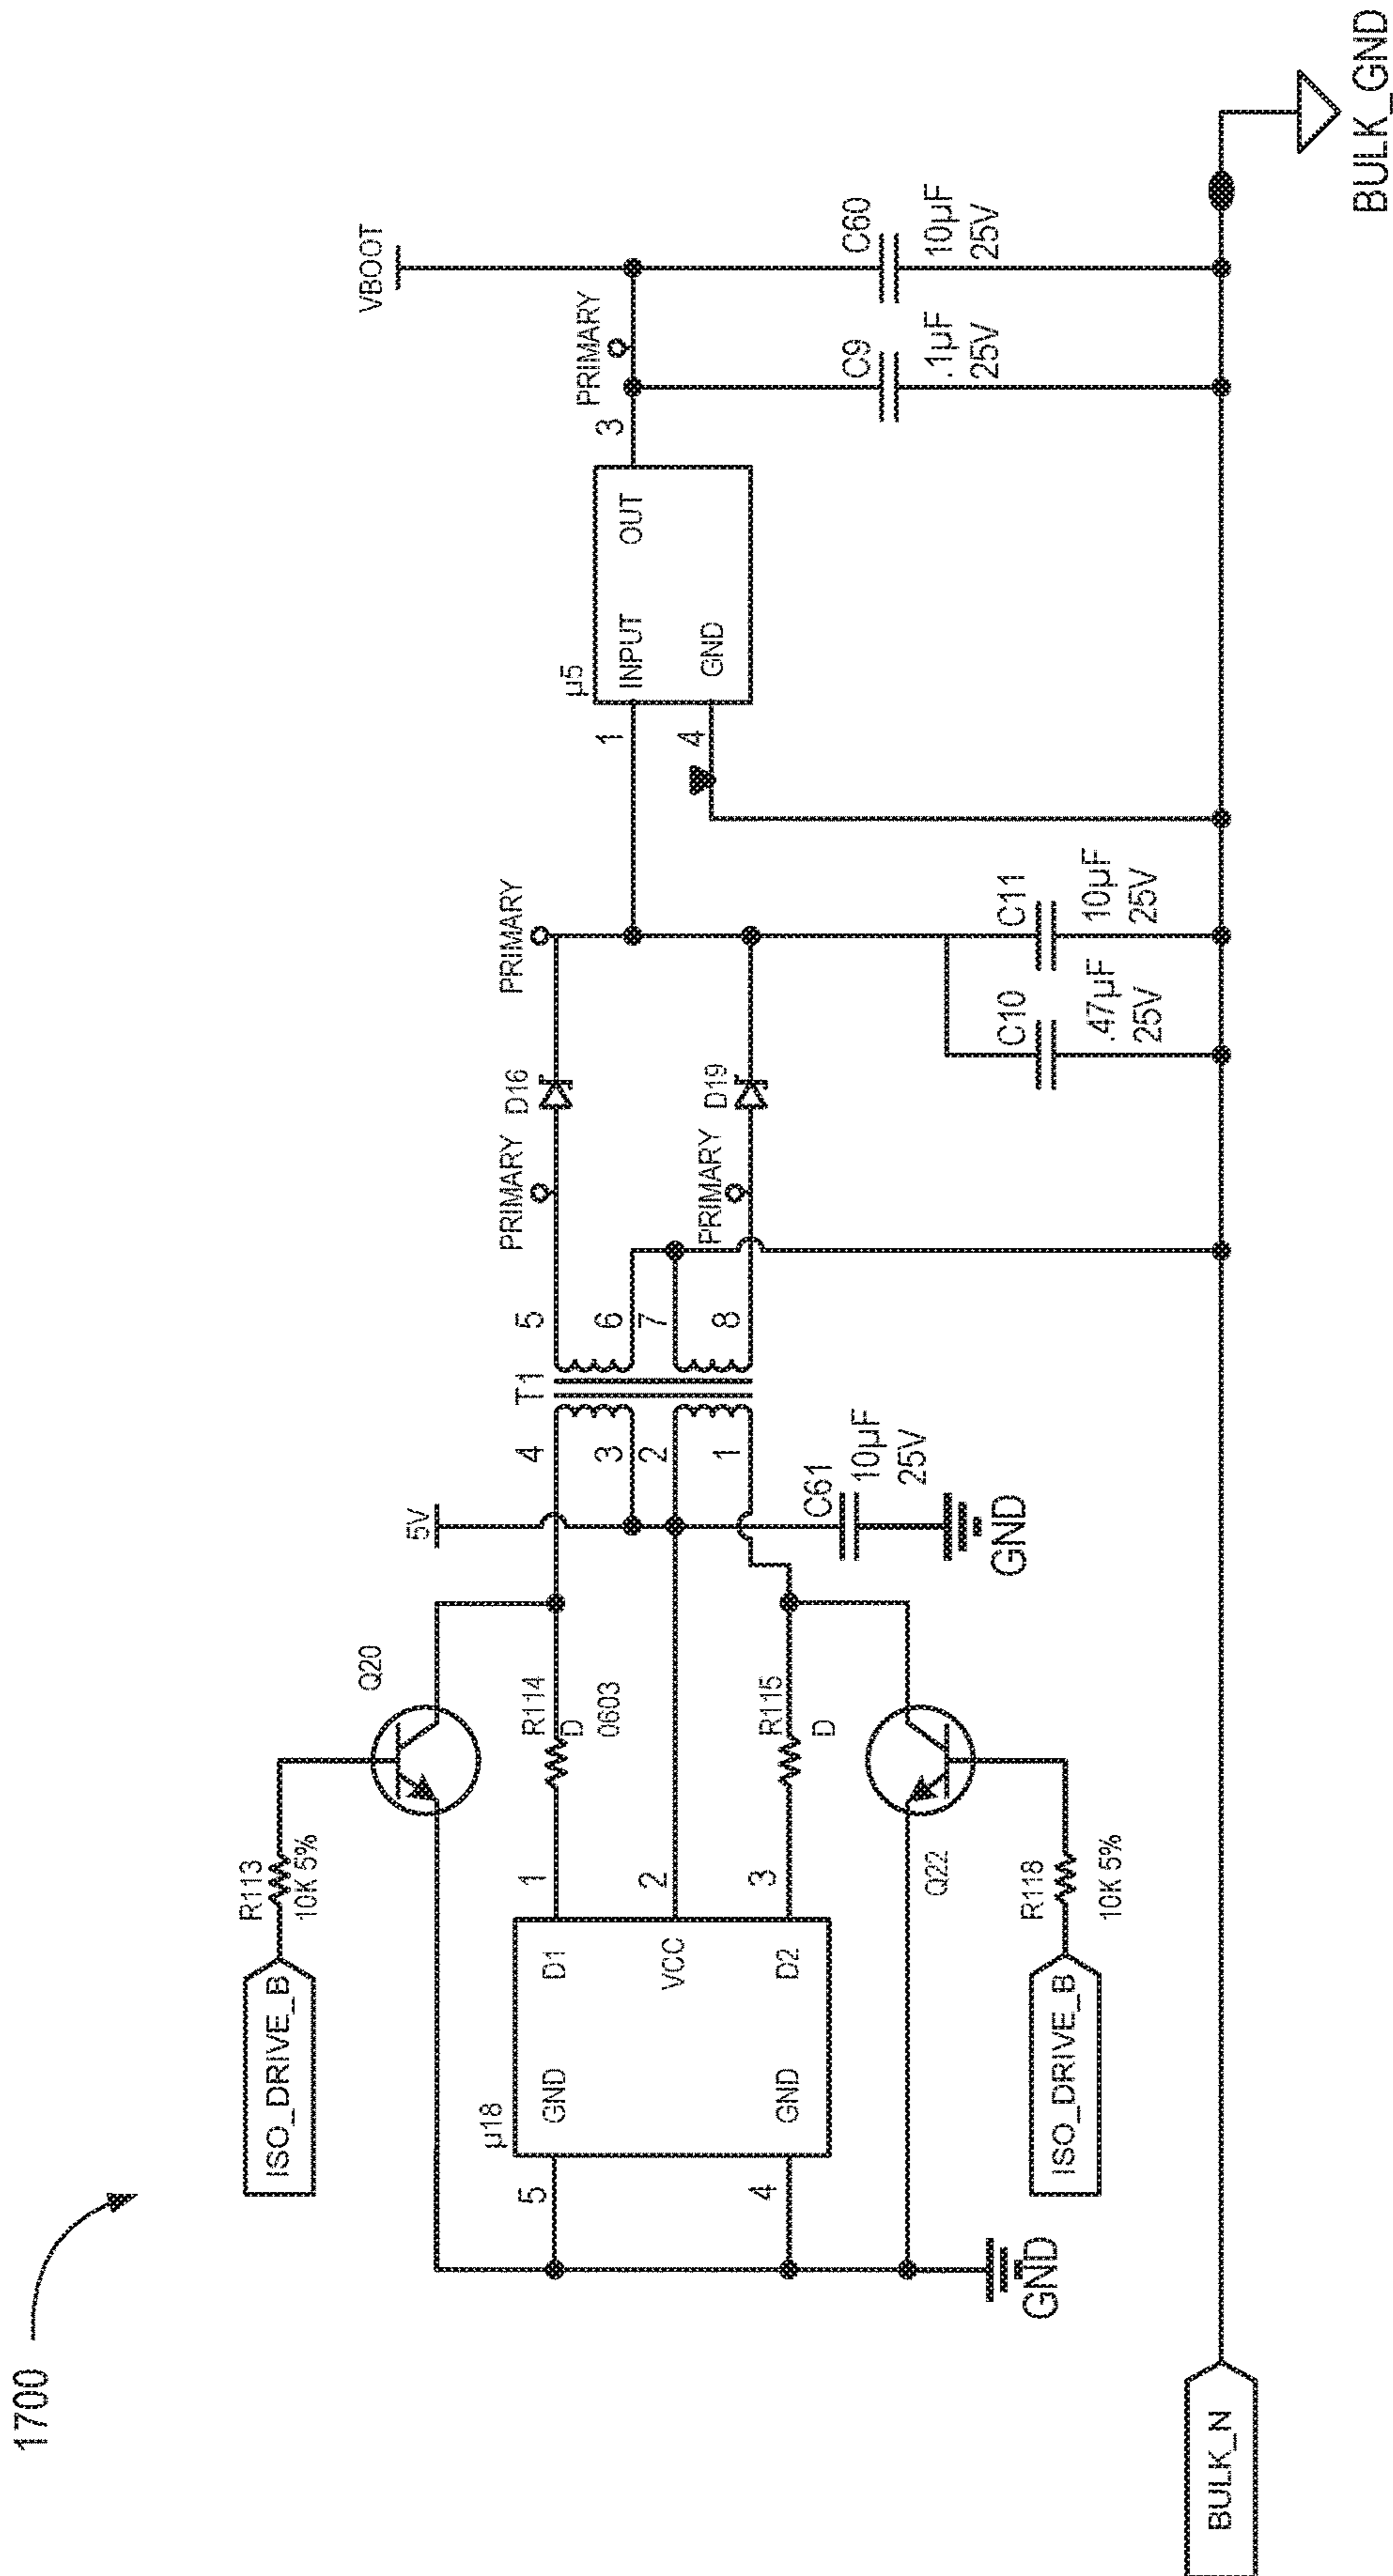 1700
ISO_DRIVE_B
R113
10K 5%
Q20
µ18
5
GND
D1
1
R114
D
0603
VCC
2
4
GND
D2
3
R115
D
Q22
ISO_DRIVE_B
R118
10K 5%
GND
5V
C61
10µF
25V
GND
T1
4
3
2
1
5
6
7
8
PRIMARY
D16
PRIMARY
PRIMARY
D19
C10
.47µF
25V
C11
10µF
25V
µ5
1
INPUT
OUT
3
4
GND
PRIMARY
VBOOT
C9
.1µF
25V
C60
10µF
25V
BULK_N
BULK_GND